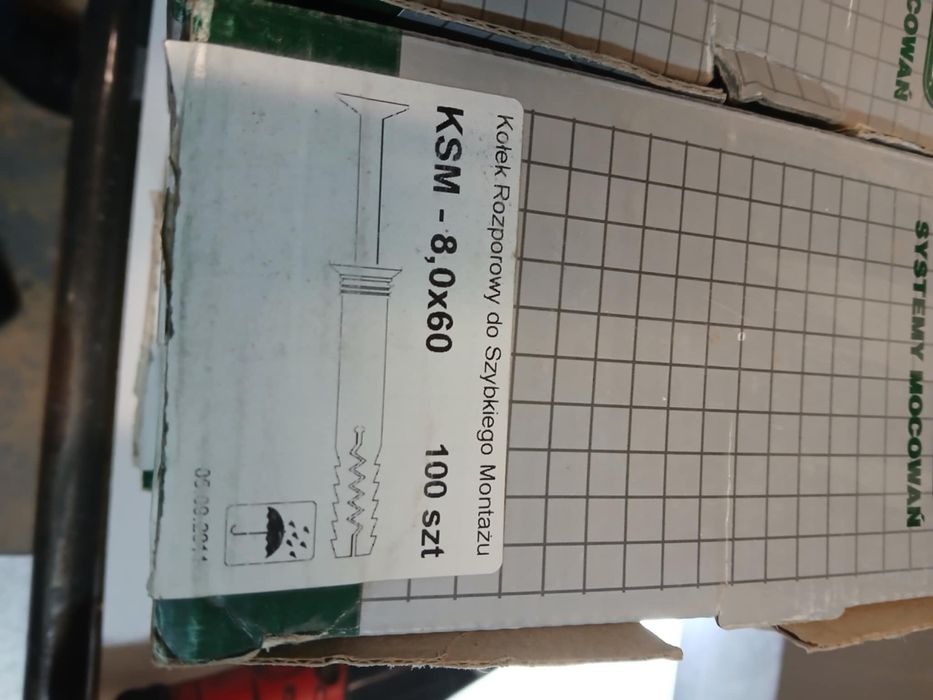 Kołek Rozporowy do Szybkiego Montażu
KSM - 8,0x60 100 szt
SYSTEMY MOCOWAŃ